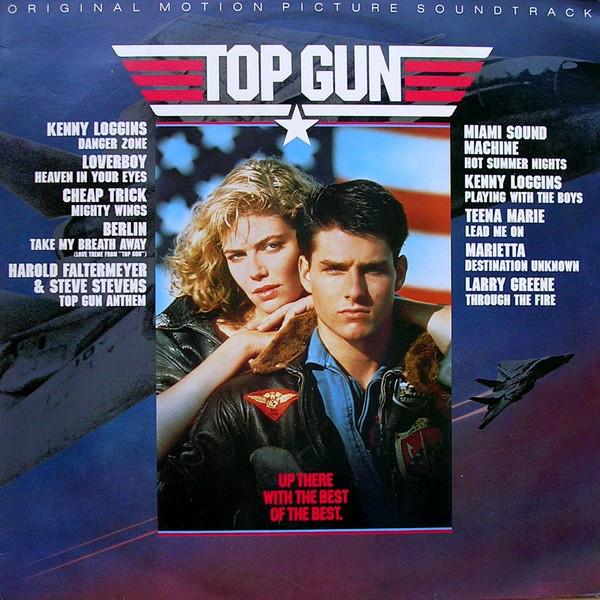 ORIGINAL MOTION PICTURE SOUNDTRACK
TOP GUN
KENNY LOGGINS
DANGER ZONE
LOVERBOY
HEAVEN IN YOUR EYES
CHEAP TRICK
MIGHTY WINGS
BERLIN
TAKE MY BREATH AWAY
(LOVE THEME FROM "TOP GUN")
HAROLD FALTERMEYER
& STEVE STEVENS
TOP GUN ANTHEM
MIAMI SOUND
MACHINE
HOT SUMMER NIGHTS
KENNY LOGGINS
PLAYING WITH THE BOYS
TEENA MARIE
LEAD ME ON
MARIETTA
DESTINATION UNKNOWN
LARRY GREENE
THROUGH THE FIRE
UP THERE
WITH THE BEST
OF THE BEST.